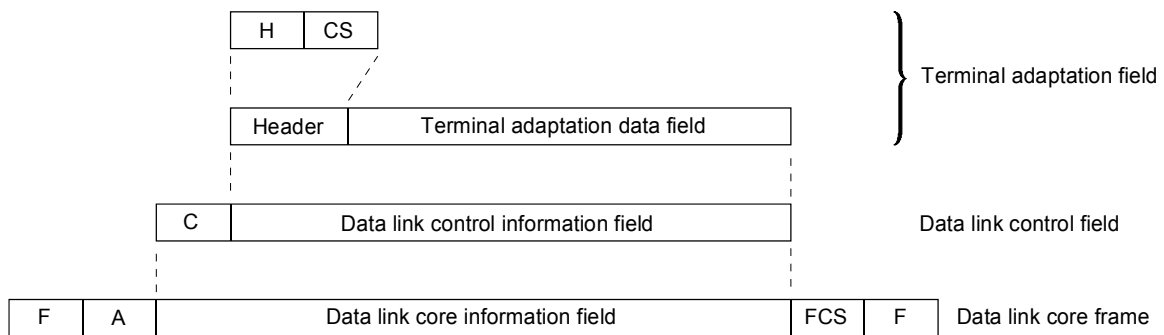 H CS
Terminal adaptation field
Header Terminal adaptation data field
C Data link control information field Data link control field
F A Data link core information field FCS F Data link core frame